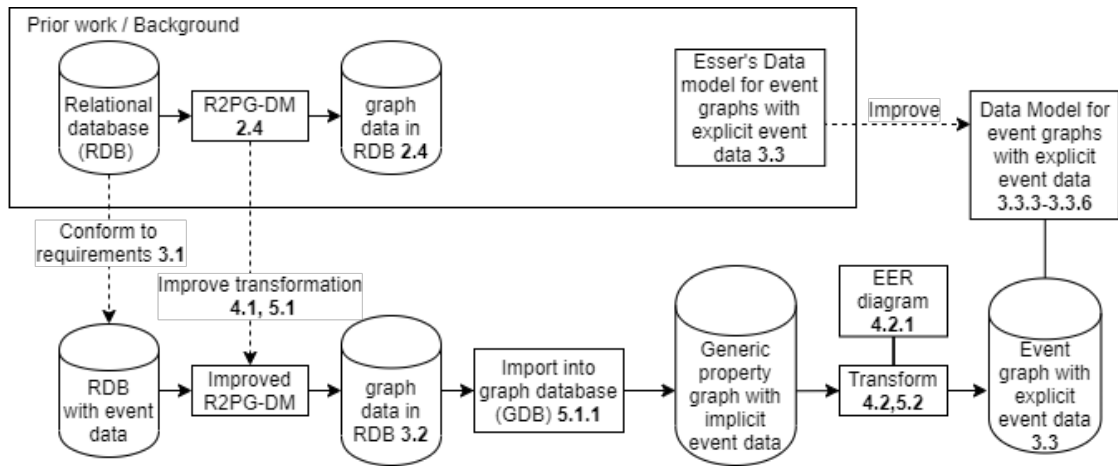 Prior work / Background
Relational
database
(RDB)
R2PG-DM
2.4
graph
data in
RDB 2.4
Esser's Data
model for event
graphs with
explicit event
data 3.3
Improve
Data Model for
event graphs
with explicit
event data
3.3.3-3.3.6
Conform to
requirements 3.1
Improve transformation
4.1, 5.1
EER
diagram
4.2.1
RDB
with event
data
Improved
R2PG-DM
graph
data in
RDB 3.2
Import into
graph database
(GDB) 5.1.1
Generic
property
graph with
implicit
event data
Transform
4.2,5.2
Event
graph with
explicit
event data
3.3